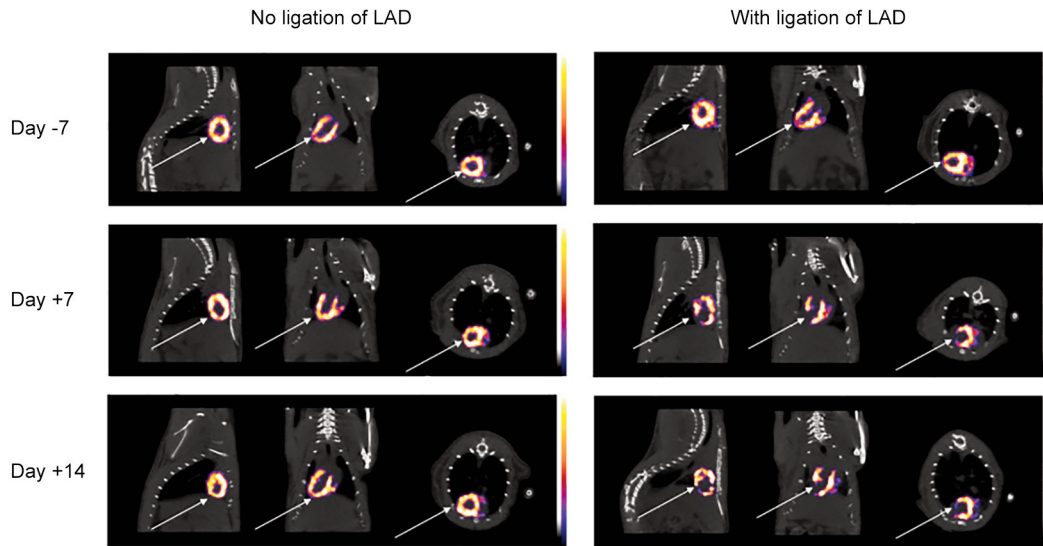 No ligation of LAD
With ligation of LAD
Day -7
Day +7
Day +14